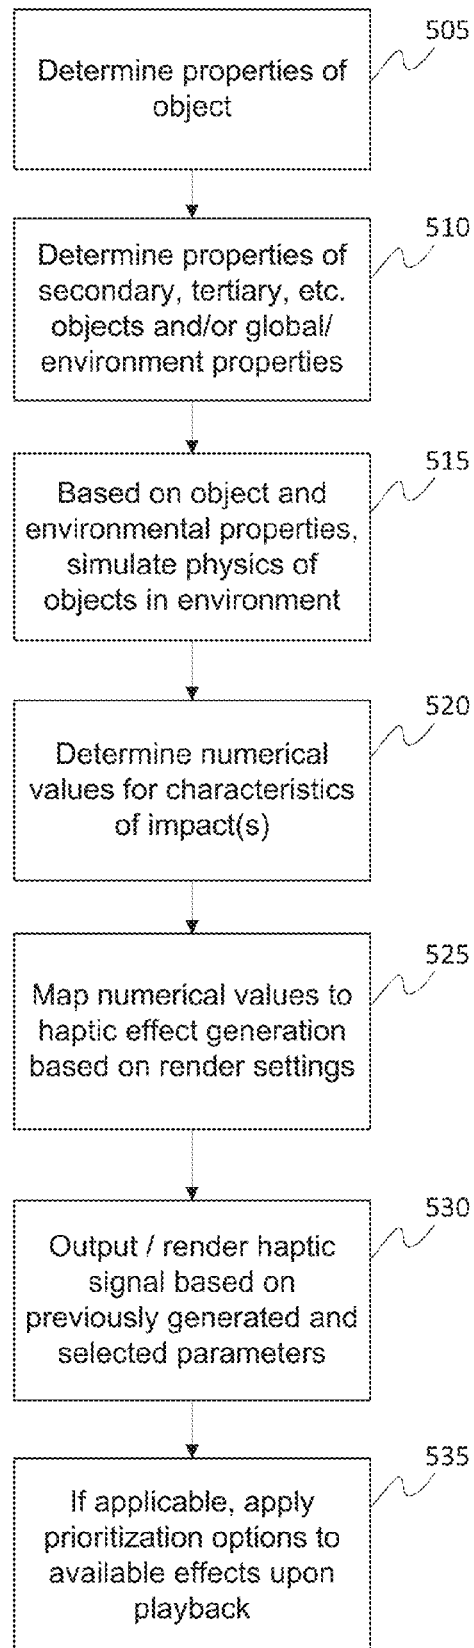 505
Determine properties of
object
510
Determine properties of
secondary, tertiary, etc.
objects and/or global/
environment properties
515
Based on object and
environmental properties,
simulate physics of
objects in environment
520
Determine numerical
values for characteristics
of impact(s)
525
Map numerical values to
haptic effect generation
based on render settings
530
Output / render haptic
signal based on
previously generated and
selected parameters
535
If applicable, apply
prioritization options to
available effects upon
playback